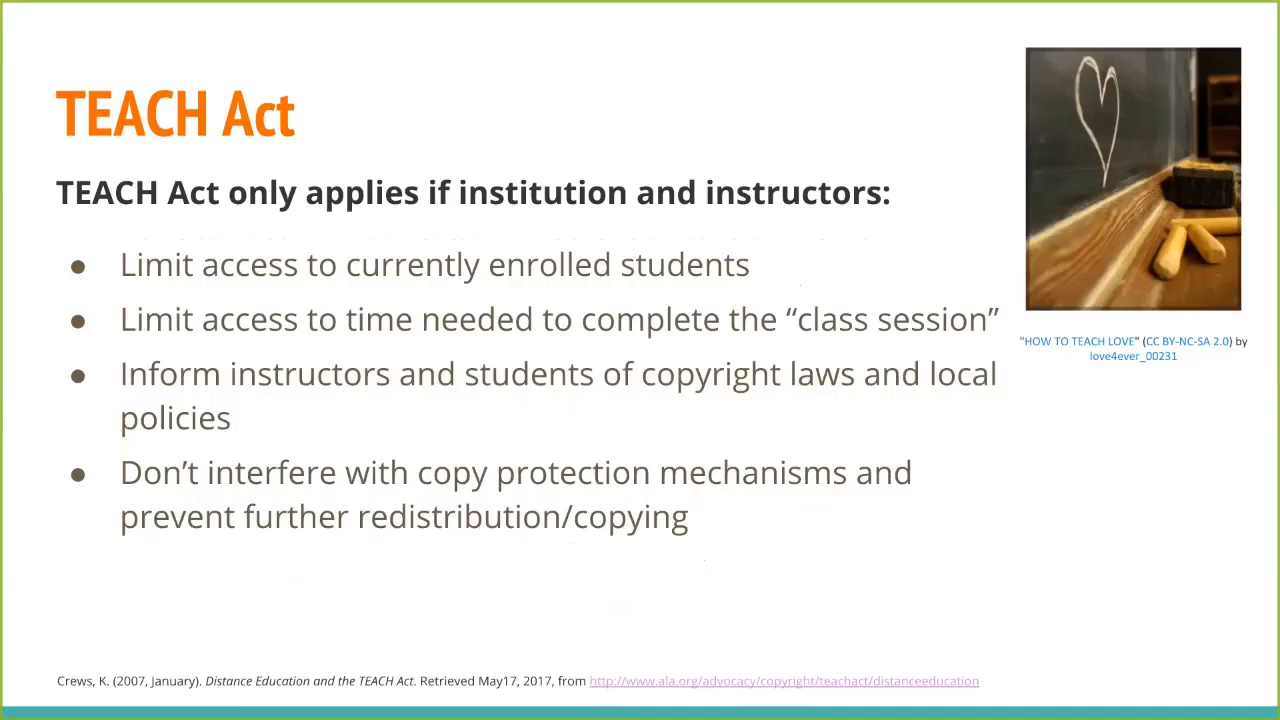 TEACH Act
TEACH Act only applies if institution and instructors:
● Limit access to currently enrolled students
● Limit access to time needed to complete the “class session”
● Inform instructors and students of copyright laws and local
policies
● Don’t interfere with copy protection mechanisms and
prevent further redistribution/copying
"HOW TO TEACH LOVE" (CC BY-NC-SA 2.0) by
love4ever_00231
Crews, K. (2007, January). Distance Education and the TEACH Act. Retrieved May17, 2017, from http://www.ala.org/advocacy/copyright/teachact/distanceeducation